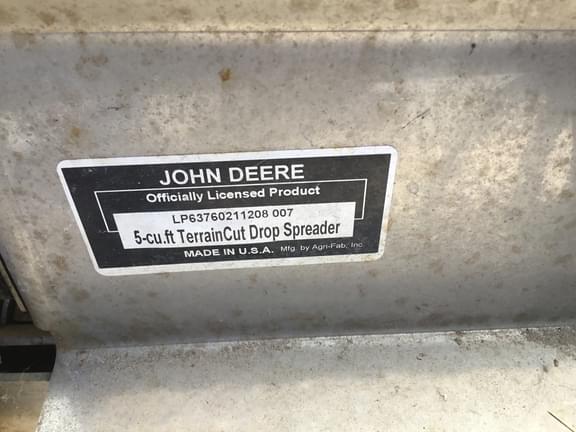 JOHN DEERE
Officially Licensed Product
LP63760211208 007
5-cu.ft TerrainCut Drop Spreader
MADE IN U.S.A. Mfg. by Agri-Fab, Inc.